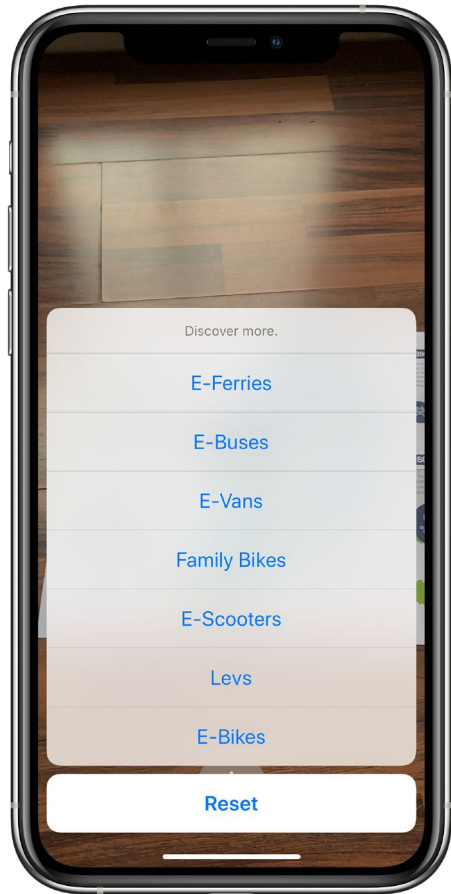 Discover more.
E-Ferries
E-Buses
E-Vans
Family Bikes
E-Scooters
Levs
E-Bikes
Reset